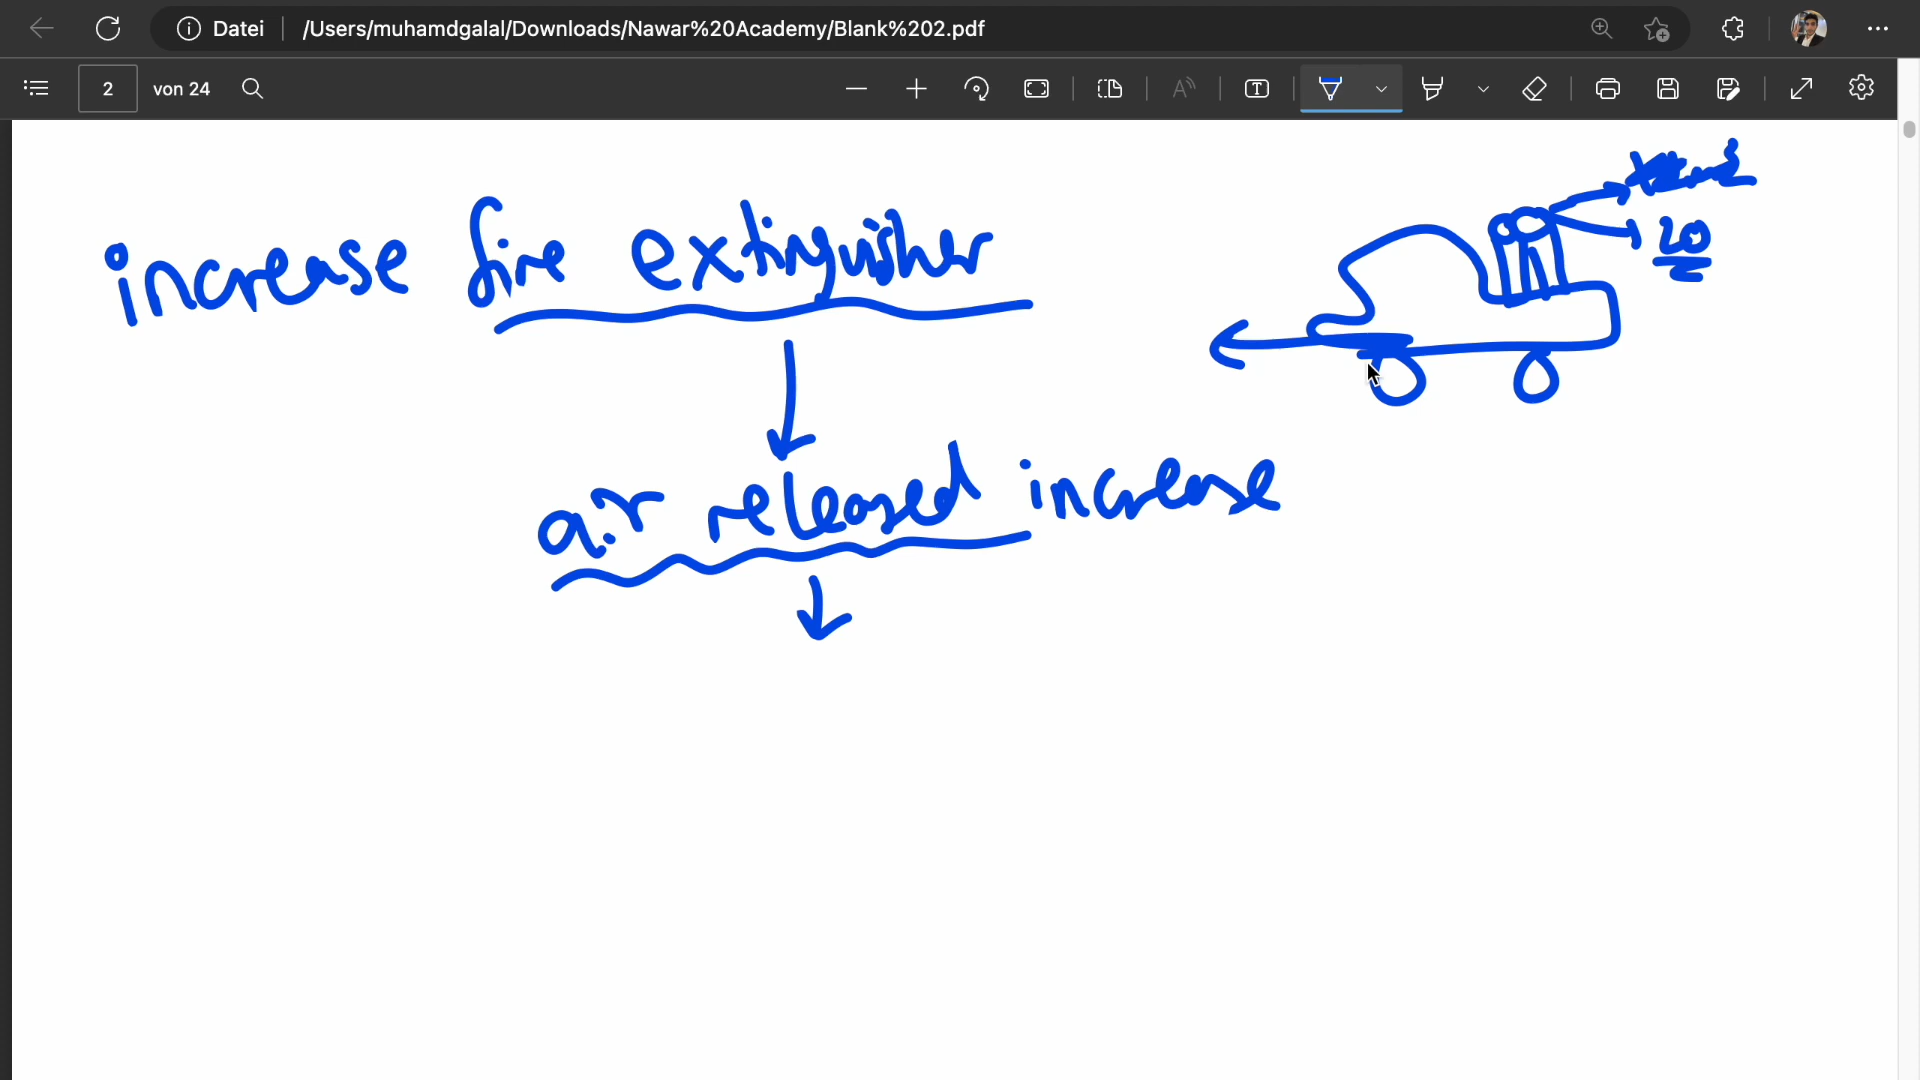 Datei /Users/muhamdgalal/Downloads/Nawar%20Academy/Blank%202.pdf
2 von 24
increase fire extinguisher
20
air released increase